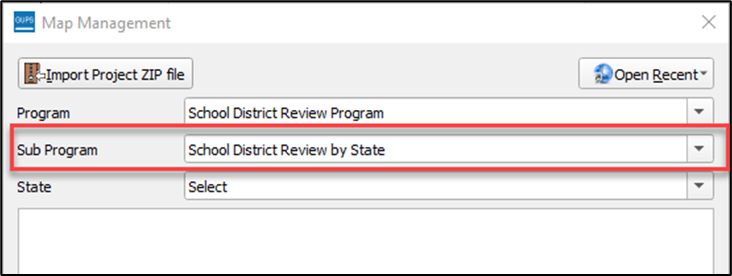 GUPS Map Management
Import Project ZIP file Open Recent
Program School District Review Program
Sub Program School District Review by State
State Select